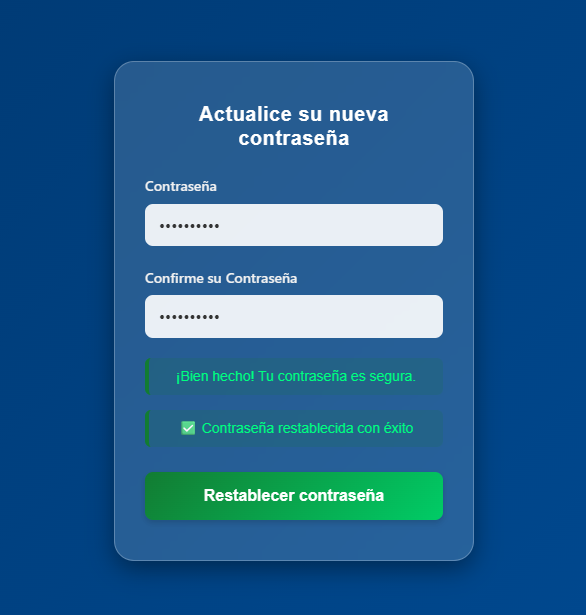 Actualice su nueva
contraseña
Contraseña
••••••••••
Confirme su Contraseña
••••••••••
¡Bien hecho! Tu contraseña es segura.
✅ Contraseña restablecida con éxito
Restablecer contraseña